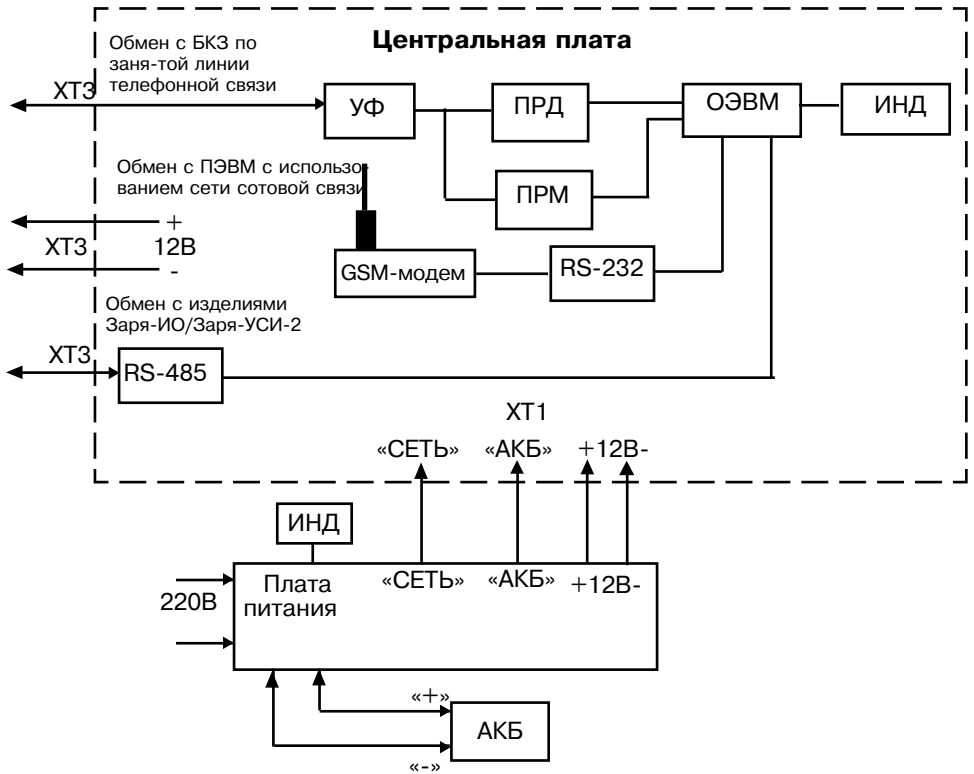 Центральная плата
Обмен с БКЗ по
заня-той линии
телефонной связи
ХТ3
УФ
ПРД
ОЭВМ
ИНД
ПРМ
Обмен с ПЭВМ с использо
ванием сети сотовой связи
+
ХТ3
12В
-
GSM-модем
RS-232
Обмен с изделиями
Заря-ИО/Заря-УСИ-2
ХТ3
RS-485
ХТ1
«СЕТЬ» «АКБ» +12В-
ИНД
220В
Плата
питания
«СЕТЬ» «АКБ» +12В-
«+»
АКБ
«-»